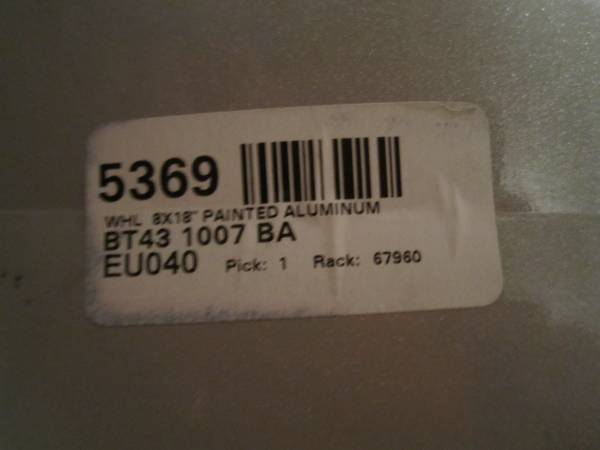 5369
WHL 8X18" PAINTED ALUMINUM
BT43 1007 BA
EU040 Pick: 1 Rack: 67960